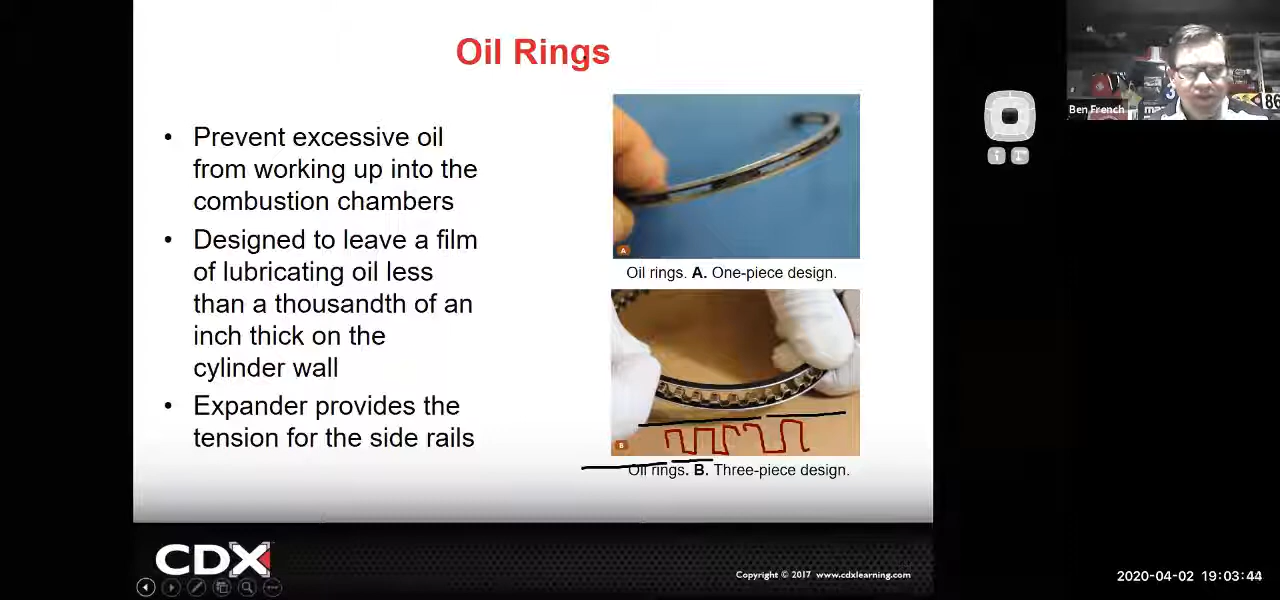 Oil Rings
• Prevent excessive oil
from working up into the
combustion chambers
• Designed to leave a film
of lubricating oil less
than a thousandth of an
inch thick on the
cylinder wall
• Expander provides the
tension for the side rails
A
Oil rings. A. One-piece design.
B
Oil rings. B. Three-piece design.
CDX
Copyright © 2017 www.cdxlearning.com
Ben French
86
i T
2020-04-02 19:03:44